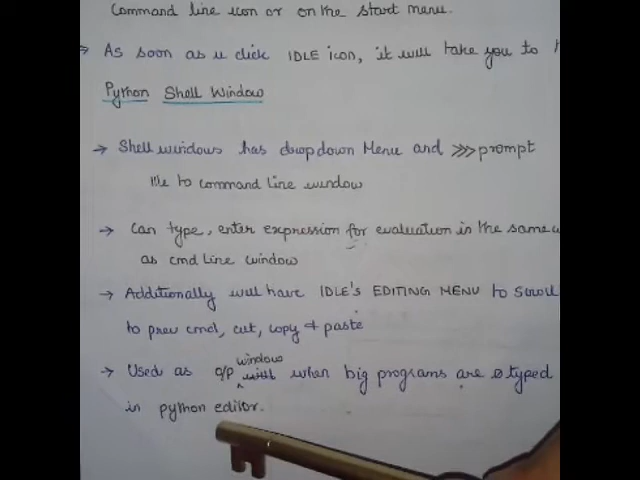 Command line icon or on the start menu.
→ As soon as u click IDLE icon, it will take you to
Python Shell Window
→ Shell windows has dropdown Menu and >>> prompt
lle to command line window
→ Can type, enter expression for evaluation in the same
as cmd line window
→ Additionally will have IDLE'S EDITING MENU to scroll
to prev cmd, cut, copy & paste
→ Used as o/p window when big programs are typed
in python editor.